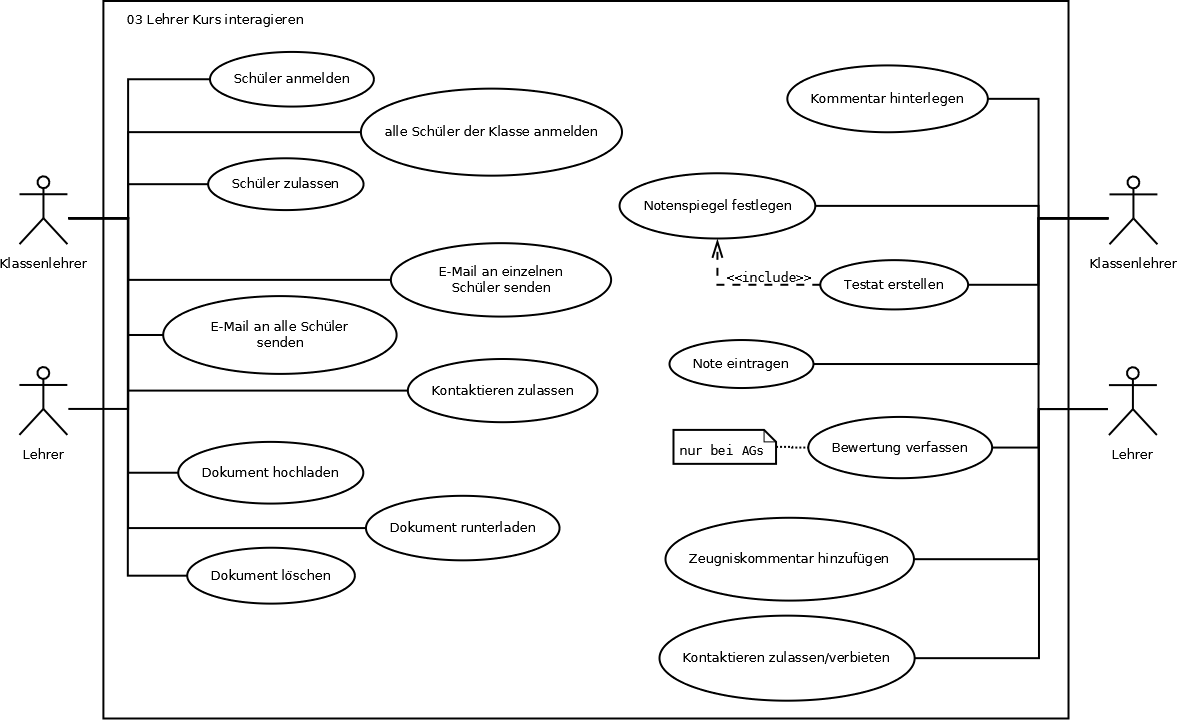 03 Lehrer Kurs interagieren
Schüler anmelden
alle Schüler der Klasse anmelden
Schüler zulassen
Klassenlehrer
E-Mail an einzelnen
Schüler senden
E-Mail an alle Schüler
senden
Kontaktieren zulassen
Lehrer
Dokument hochladen
Dokument runterladen
Dokument löschen
Kommentar hinterlegen
Notenspiegel festlegen
Klassenlehrer
<<include>>
Testat erstellen
Note eintragen
nur bei AGs
Bewertung verfassen
Lehrer
Zeugniskommentar hinzufügen
Kontaktieren zulassen/verbieten